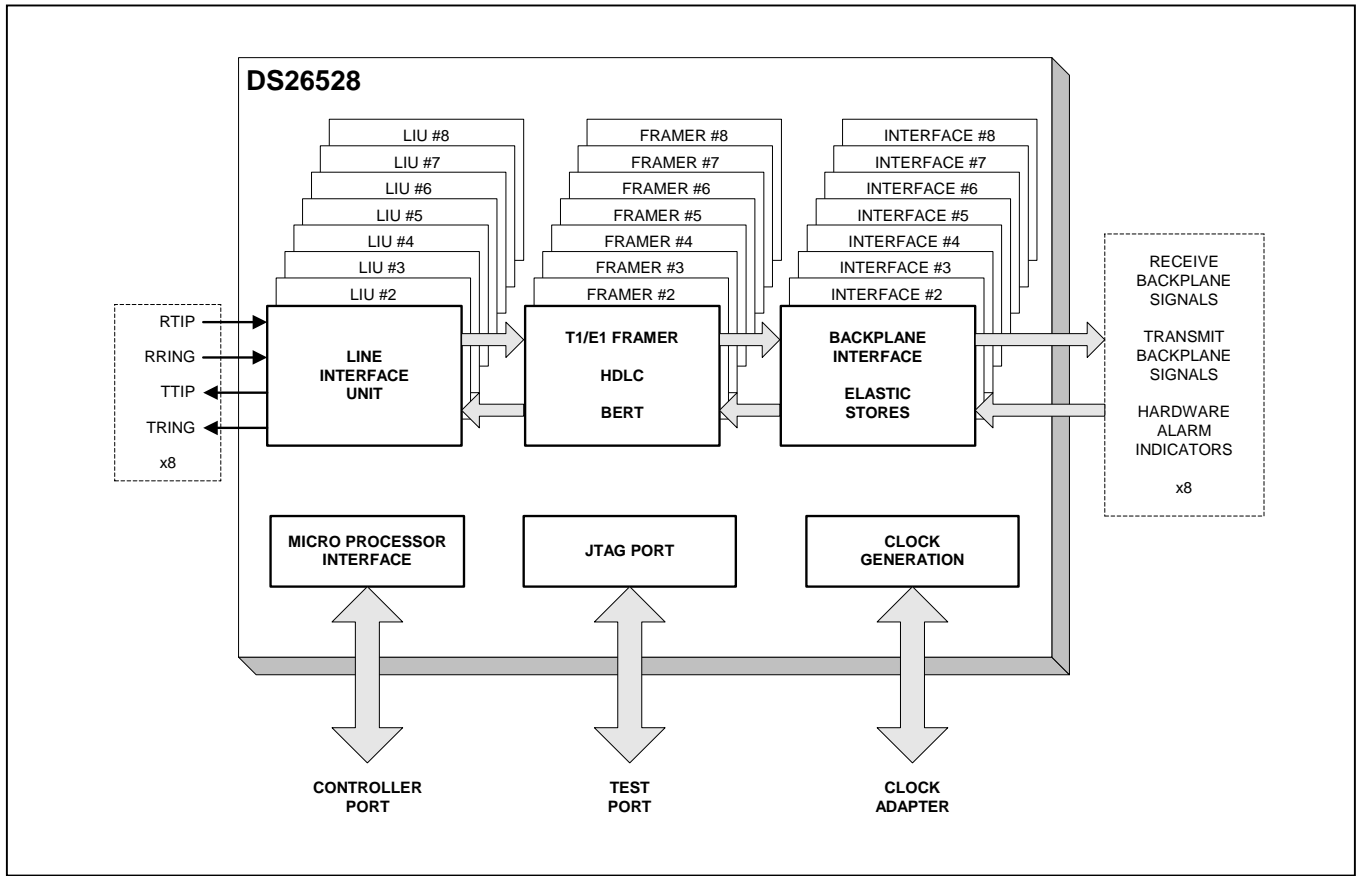 DS26528
LIU #8
LIU #7
LIU #6
LIU #5
LIU #4
LIU #3
LIU #2
LINE
INTERFACE
UNIT
FRAMER #8
FRAMER #7
FRAMER #6
FRAMER #5
FRAMER #4
FRAMER #3
FRAMER #2
T1/E1 FRAMER
HDLC
BERT
INTERFACE #8
INTERFACE #7
INTERFACE #6
INTERFACE #5
INTERFACE #4
INTERFACE #3
INTERFACE #2
BACKPLANE
INTERFACE
ELASTIC
STORES
RTIP
RRING
TTIP
TRING
x8
RECEIVE
BACKPLANE
SIGNALS
TRANSMIT
BACKPLANE
SIGNALS
HARDWARE
ALARM
INDICATORS
x8
MICRO PROCESSOR
INTERFACE
JTAG PORT
CLOCK
GENERATION
CONTROLLER
PORT
TEST
PORT
CLOCK
ADAPTER